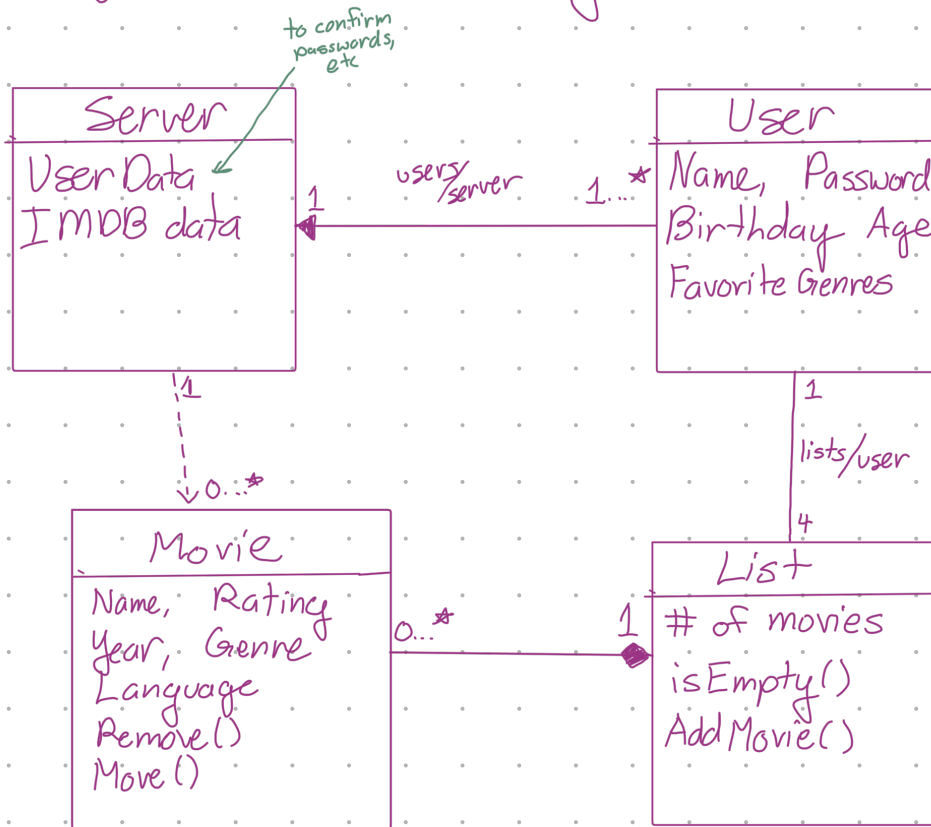 to confirm
passwords,
etc
Server
UserData
IMDB data
1
users/
/server
1...*
User
Name, Password
Birthday Age
Favorite Genres
1
0...*
1
lists/user
4
Movie
Name, Rating
Year, Genre
Language
Remove()
Move()
0...*
1
List
# of movies
isEmpty()
AddMovie()